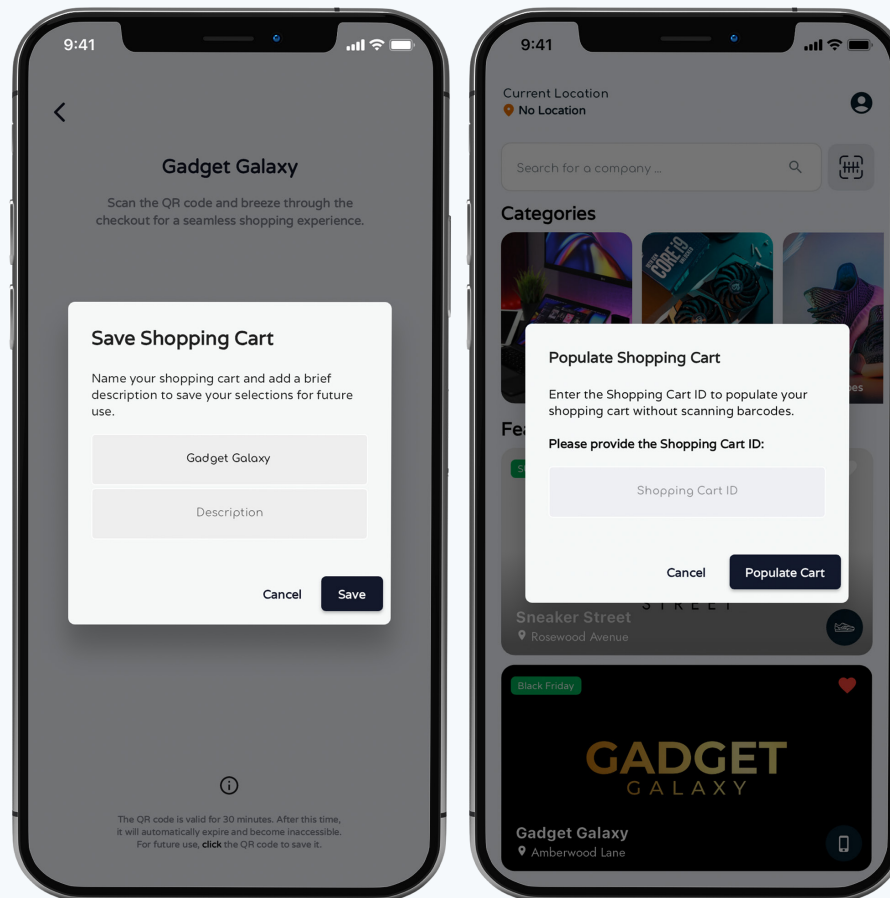 9:41
Gadget Galaxy
Scan the QR code and breeze through the
checkout for a seamless shopping experience.
Save Shopping Cart
Name your shopping cart and add a brief
description to save your selections for future
use.
Gadget Galaxy
Description
Cancel
Save
The QR code is valid for 30 minutes. After this time,
it will automatically expire and become inaccessible.
For future use, click the QR code to save it.
9:41
Current Location
No Location
Search for a company ...
Categories
CORE i9
Populate Shopping Cart
Enter the Shopping Cart ID to populate your
shopping cart without scanning barcodes.
Please provide the Shopping Cart ID:
Shopping Cart ID
Cancel
Populate Cart
STREET
Sneaker Street
Rosewood Avenue
Black Friday
GADGET
GALAXY
Gadget Galaxy
Amberwood Lane